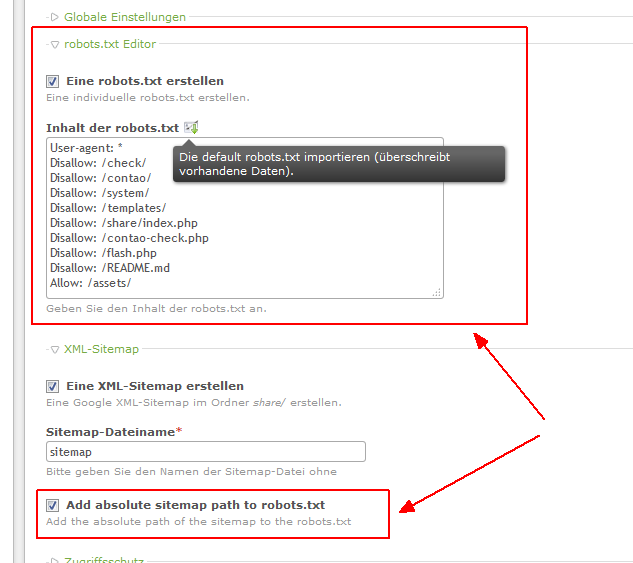 Globale Einstellungen
robots.txt Editor
Eine robots.txt erstellen
Eine individuelle robots.txt erstellen.
Inhalt der robots.txt
Die default robots.txt importieren (überschreibt
vorhandene Daten).
User-agent: *
Disallow: /check/
Disallow: /contao/
Disallow: /system/
Disallow: /templates/
Disallow: /share/index.php
Disallow: /contao-check.php
Disallow: /flash.php
Disallow: /README.md
Allow: /assets/
Geben Sie den Inhalt der robots.txt an.
XML-Sitemap
Eine XML-Sitemap erstellen
Eine Google XML-Sitemap im Ordner share/ erstellen.
Sitemap-Dateiname*
sitemap
Bitte geben Sie den Namen der Sitemap-Datei ohne
Add absolute sitemap path to robots.txt
Add the absolute path of the sitemap to the robots.txt
Zugriffsschutz